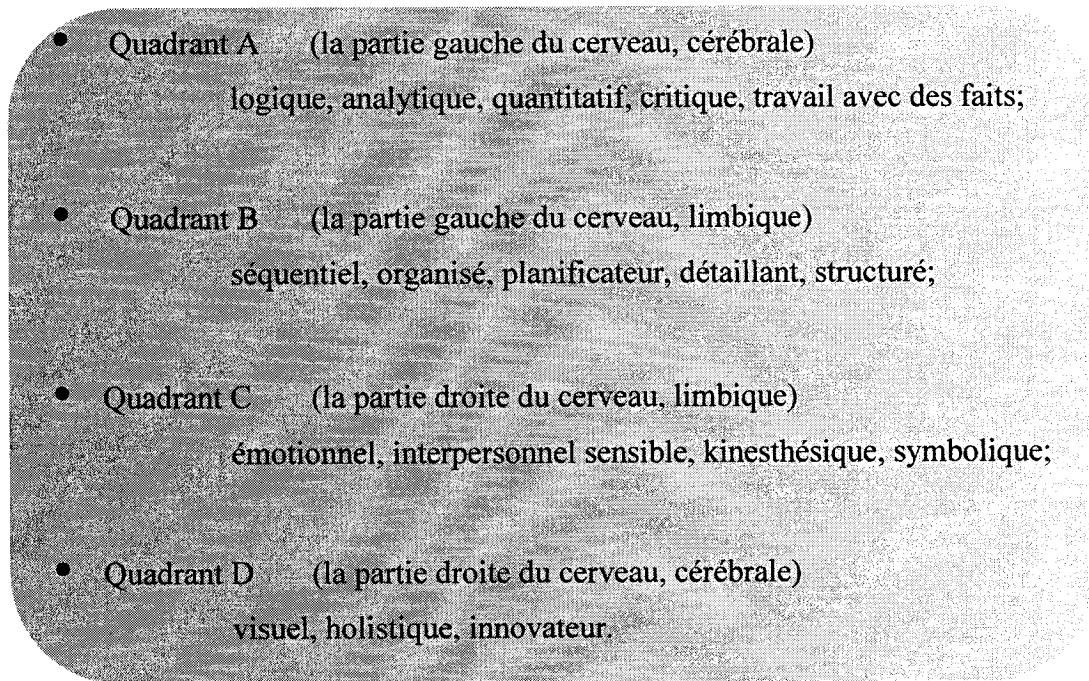 • Quadrant A (la partie gauche du cerveau, cérébrale)
logique, analytique, quantitatif, critique, travail avec des faits;
• Quadrant B (la partie gauche du cerveau, limbique)
séquentiel, organisé, planificateur, détaillant, structuré;
• Quadrant C (la partie droite du cerveau, limbique)
émotionnel, interpersonnel sensible, kinesthésique, symbolique;
• Quadrant D (la partie droite du cerveau, cérébrale)
visuel, holistique, innovateur.